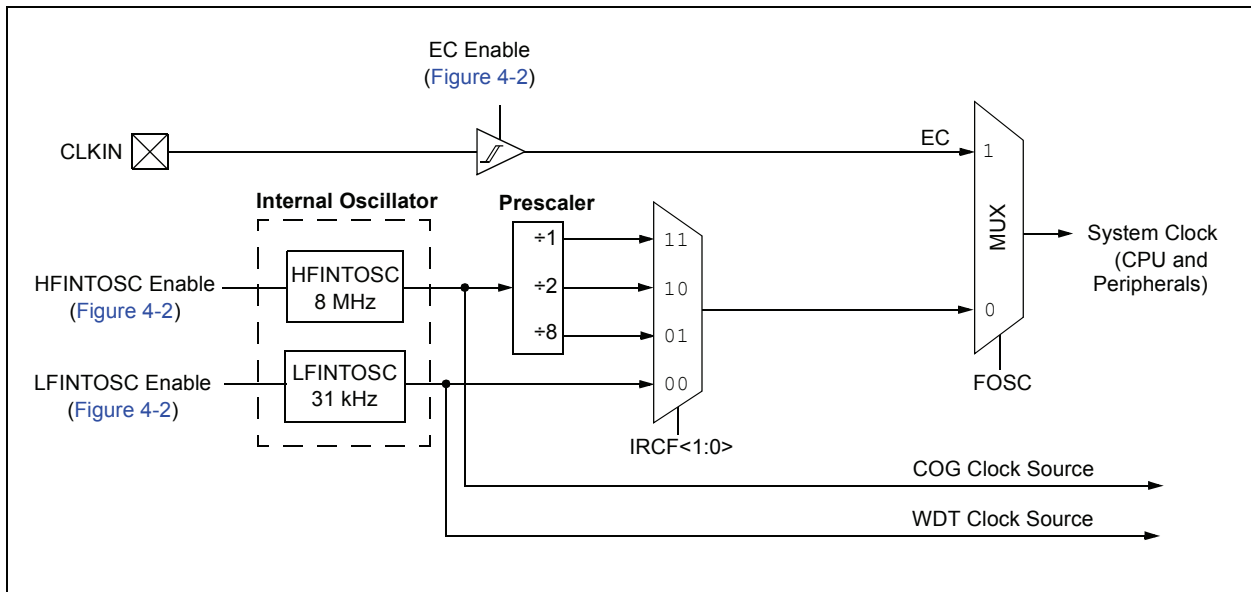 EC Enable
(Figure 4-2)
CLKIN
EC
1
Internal Oscillator
Prescaler
MUX
÷1
11
HFINTOSC Enable
(Figure 4-2)
HFINTOSC
8 MHz
÷2
10
System Clock
(CPU and
Peripherals)
÷8
01
0
LFINTOSC Enable
(Figure 4-2)
LFINTOSC
31 kHz
00
FOSC
IRCF<1:0>
COG Clock Source
WDT Clock Source